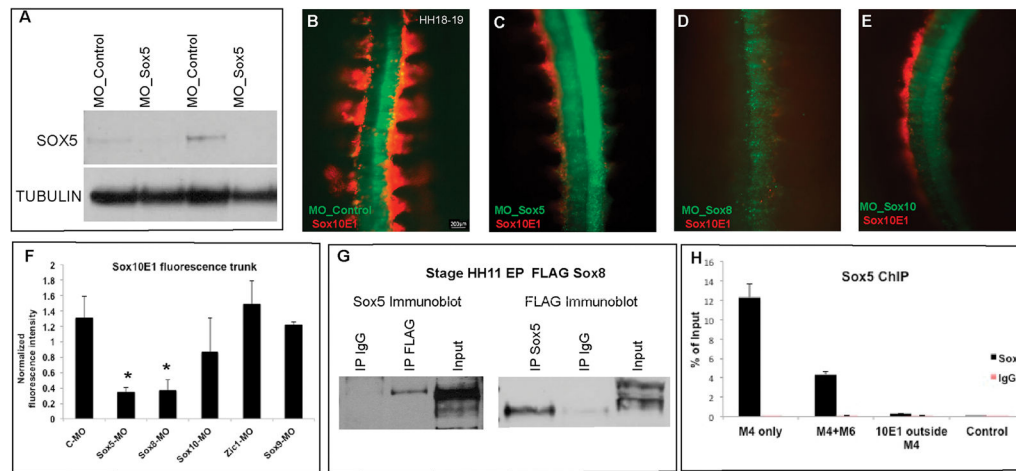 A
MO_Control
MO_Sox5
MO_Control
MO_Sox5
SOX5
TUBULIN
B
HH18-19
MO_Control
Sox10E1
200µm
C
MO_Sox5
Sox10E1
D
MO_Sox8
Sox10E1
E
MO_Sox10
Sox10E1
F
Sox10E1 fluorescence trunk
Normalized
fluorescence intensity
1.8
1.6
1.4
1.2
1
0.8
0.6
0.4
0.2
0
*
*
C-MO
Sox5-MO
Sox8-MO
Sox10-MO
Zic1-MO
Sox9-MO
G
Stage HH11 EP FLAG Sox8
Sox5 Immunoblot
FLAG Immunoblot
IP IgG
IP FLAG
Input
IP Sox5
IP IgG
Input
H
Sox5 ChIP
% of Input
16
14
12
10
8
6
4
2
0
Sox
IgG
M4 only
M4+M6
10E1 outside
M4
Control